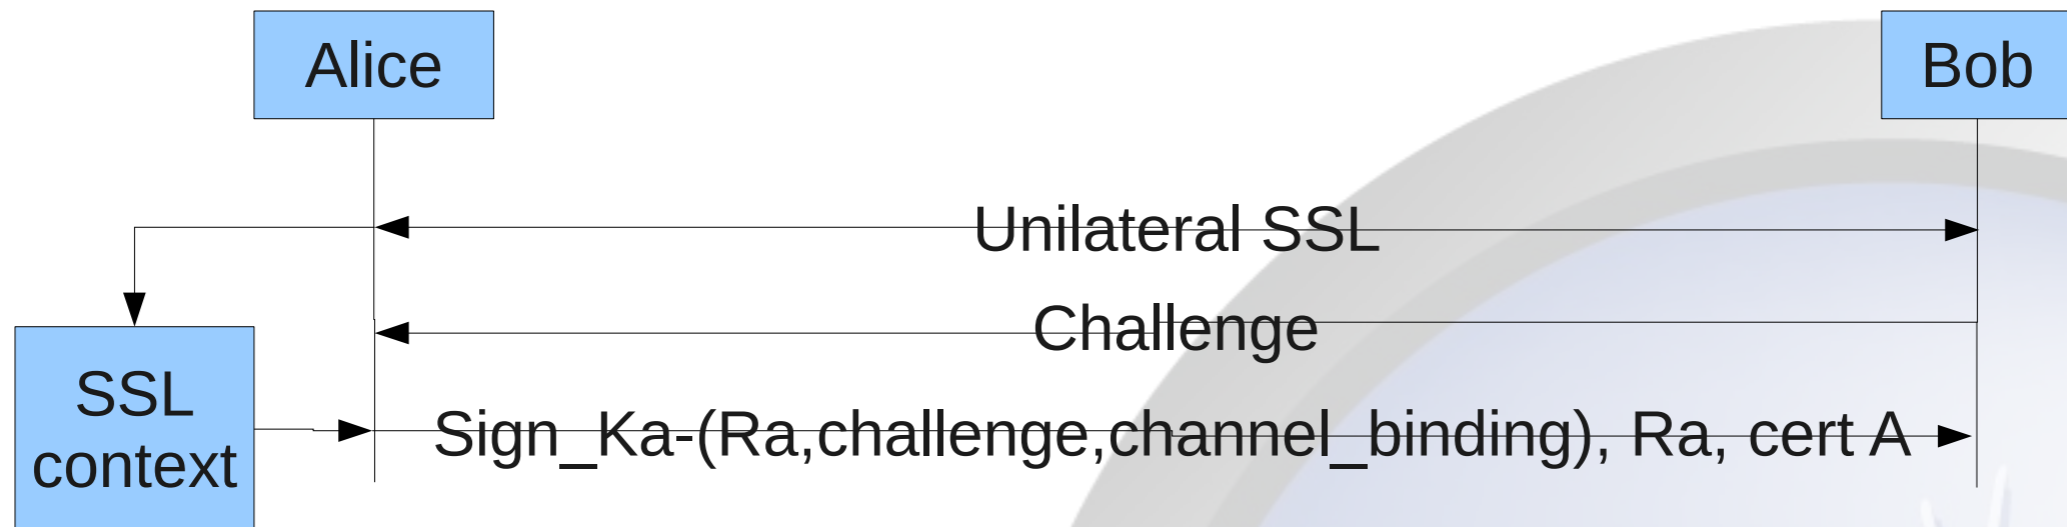 Alice
Bob
Unilateral SSL
Challenge
SSL
context
Sign_Ka-(Ra,challenge,channel_binding), Ra, cert A